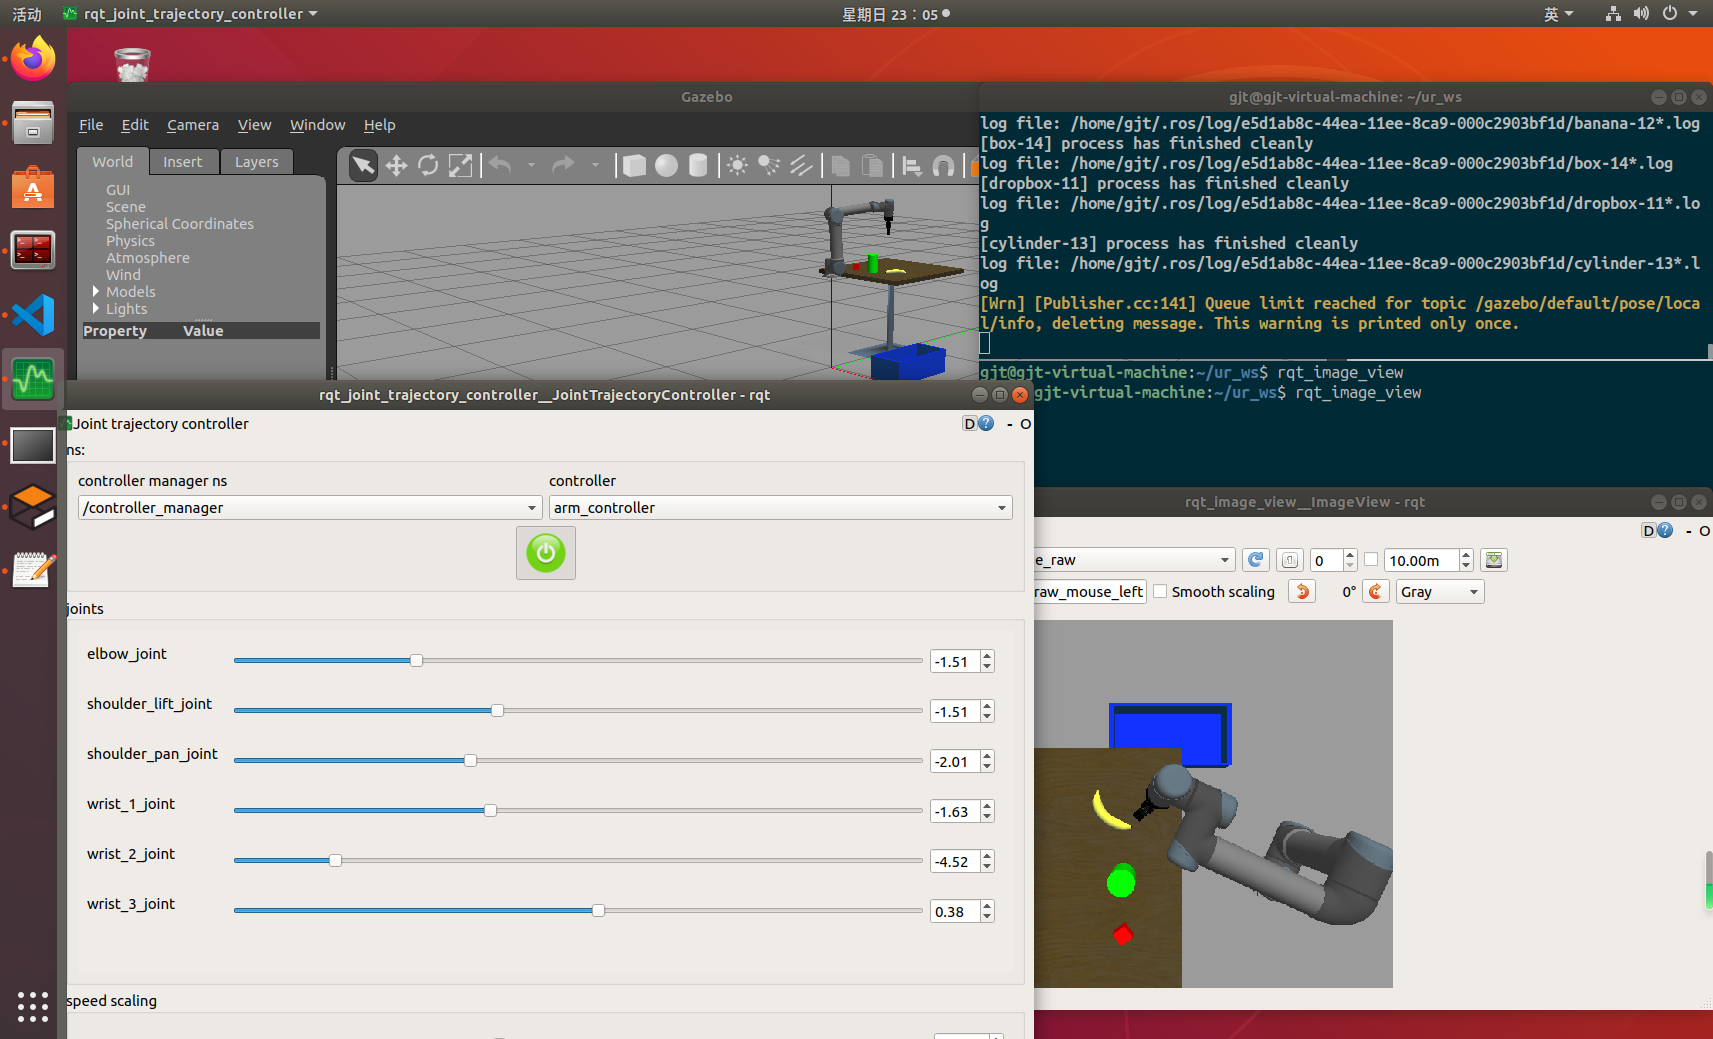 活动 rqt_joint_trajectory_controller 星期日 23：05 英
Gazebo
File Edit Camera View Window Help
World Insert Layers
GUI
Scene
Spherical Coordinates
Physics
Atmosphere
Wind
Models
Lights
Property Value
gjt@gjt-virtual-machine: ~/ur_ws
log file: /home/gjt/.ros/log/e5d1ab8c-44ea-11ee-8ca9-000c2903bf1d/banana-12*.log
[box-14] process has finished cleanly
log file: /home/gjt/.ros/log/e5d1ab8c-44ea-11ee-8ca9-000c2903bf1d/box-14*.log
[dropbox-11] process has finished cleanly
log file: /home/gjt/.ros/log/e5d1ab8c-44ea-11ee-8ca9-000c2903bf1d/dropbox-11*.lo
g
[cylinder-13] process has finished cleanly
log file: /home/gjt/.ros/log/e5d1ab8c-44ea-11ee-8ca9-000c2903bf1d/cylinder-13*.l
og
[Wrn] [Publisher.cc:141] Queue limit reached for topic /gazebo/default/pose/loca
l/info, deleting message. This warning is printed only once.
gjt@gjt-virtual-machine:~/ur_ws$ rqt_image_view
gjt-virtual-machine:~/ur_ws$ rqt_image_view
rqt_joint_trajectory_controller__JointTrajectoryController - rqt
Joint trajectory controller D ? - O
ns:
controller manager ns controller
/controller_manager arm_controller
joints
elbow_joint -1.51
shoulder_lift_joint -1.51
shoulder_pan_joint -2.01
wrist_1_joint -1.63
wrist_2_joint -4.52
wrist_3_joint 0.38
speed scaling
rqt_image_view__ImageView - rqt
D ? - O
e_raw 0 10.00m
raw_mouse_left Smooth scaling 0° Gray